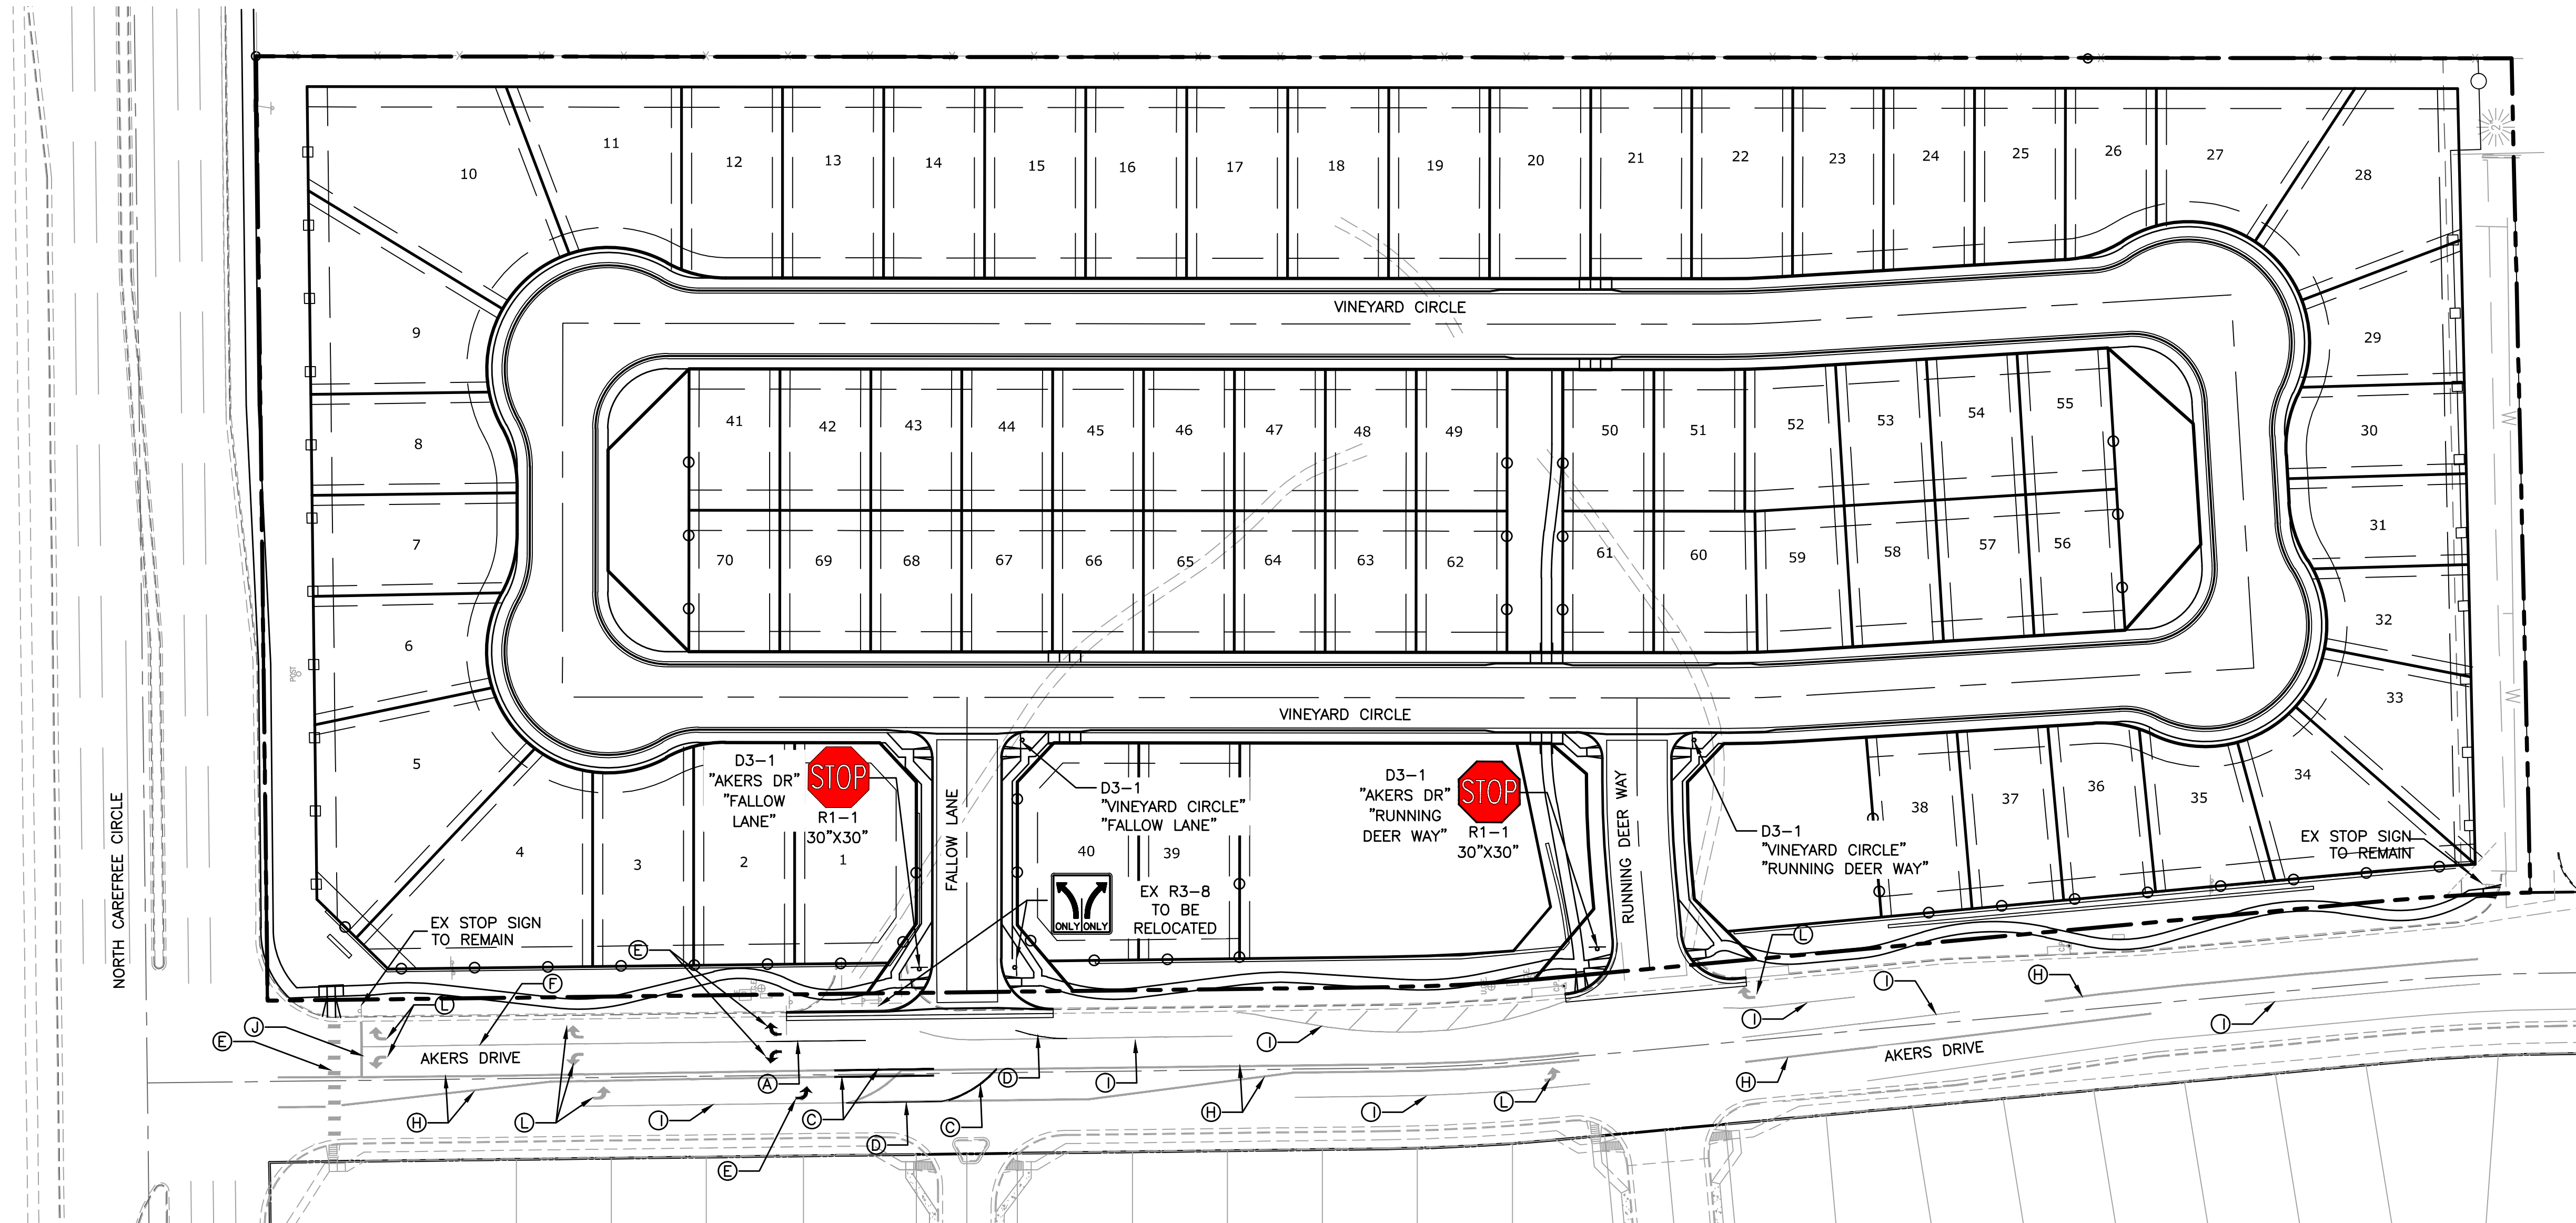 10
11
12
13
14
15
16
17
18
19
20
21
22
23
24
25
26
27
28
2
VINEYARD CIRCLE
9
29
41
42
43
44
45
46
47
48
49
50
51
52
53
54
55
8
30
7
31
70
69
68
67
66
65
64
63
62
61
60
59
58
57
56
6
32
POST
33
VINEYARD CIRCLE
5
34
D3-1
"AKERS DR"
"FALLOW
LANE"
STOP
R1-1
30"X30"
FALLOW LANE
D3-1
"VINEYARD CIRCLE"
"FALLOW LANE"
D3-1
"AKERS DR"
"RUNNING
DEER WAY"
STOP
R1-1
30"X30"
RUNNING DEER WAY
D3-1
"VINEYARD CIRCLE"
"RUNNING DEER WAY"
38
37
36
35
EX STOP SIGN
TO REMAIN
4
3
2
1
40
39
ONLY ONLY
EX R3-8
TO BE
RELOCATED
NORTH CAREFREE CIRCLE
EX STOP SIGN
TO REMAIN
E
F
L
L
H
I
I
I
J
E
L
AKERS DRIVE
A
D
I
I
AKERS DRIVE
H
H
L
I
C
D
C
H
I
L
H
E